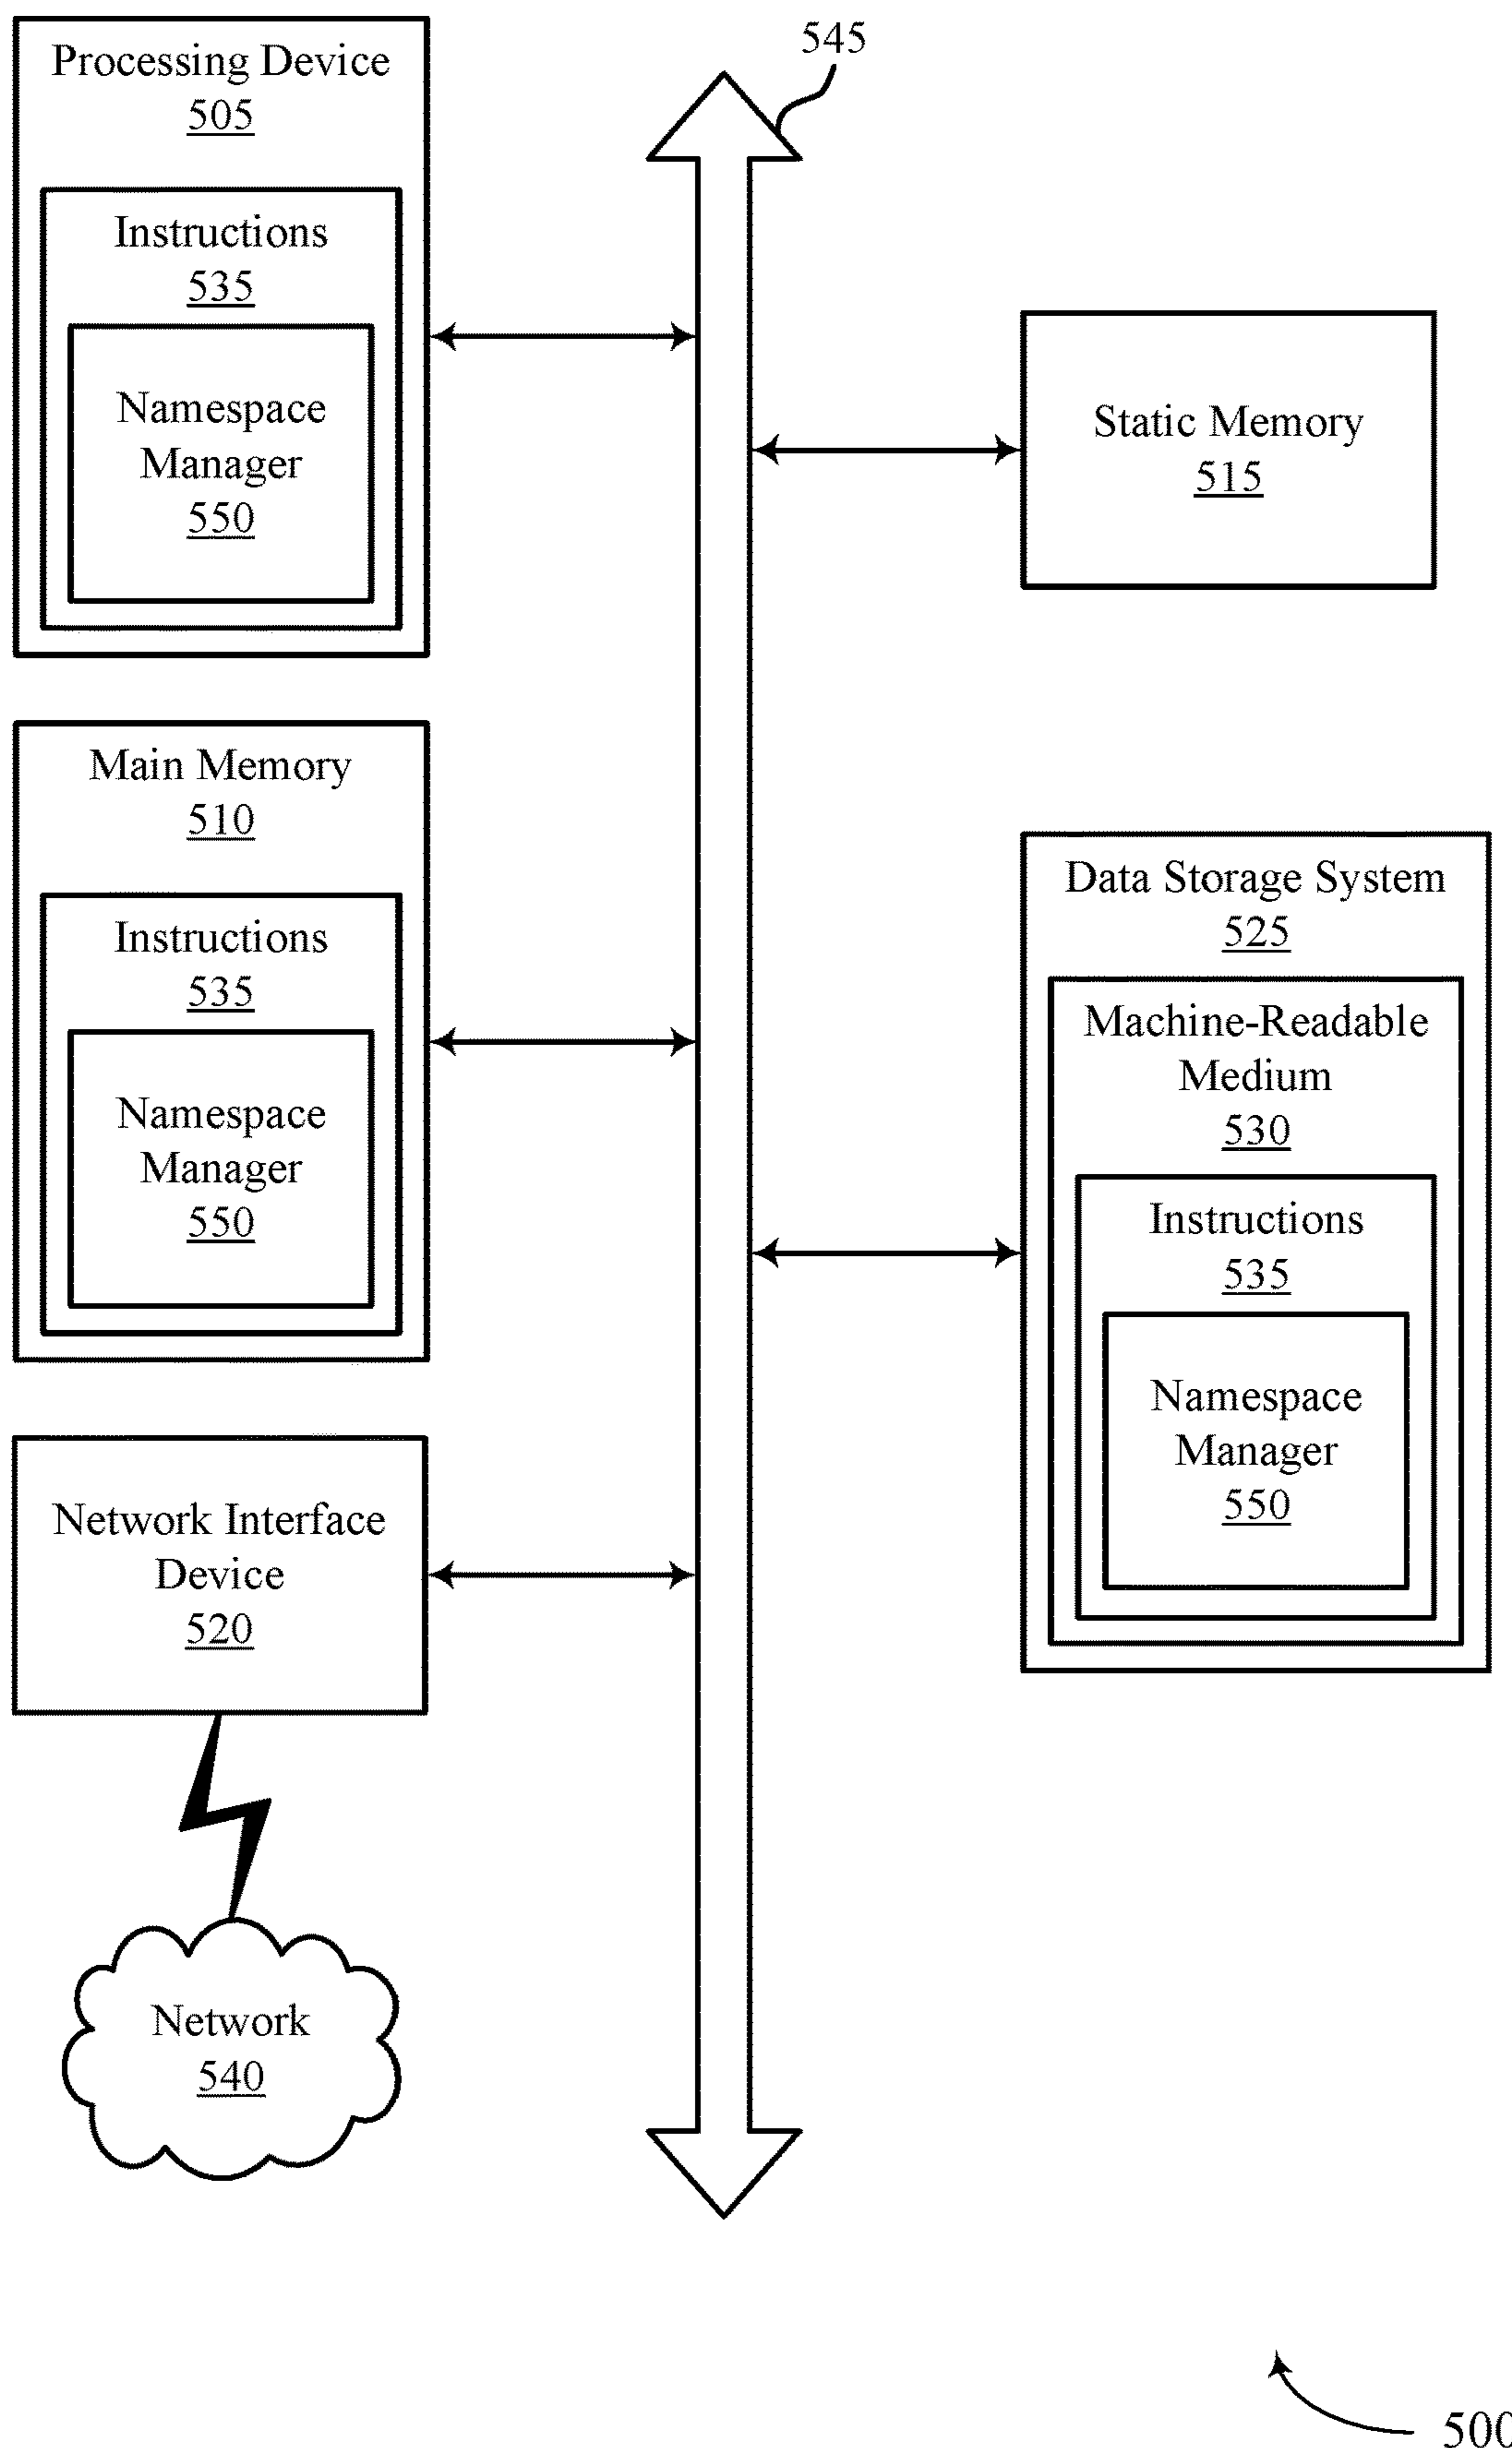 545
Processing Device
505
Instructions
535
Namespace
Manager
550
Static Memory
515
Main Memory
510
Instructions
535
Namespace
Manager
550
Data Storage System
525
Machine-Readable
Medium
530
Instructions
535
Namespace
Manager
550
Network Interface
Device
520
Network
540
500